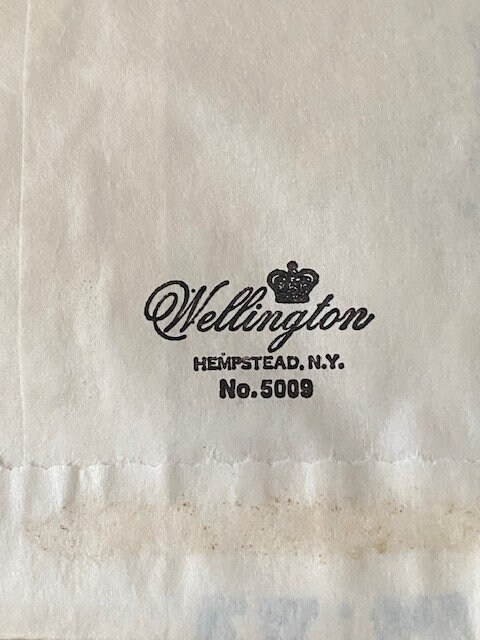 Wellington
HEMPSTEAD, N.Y.
No. 5009